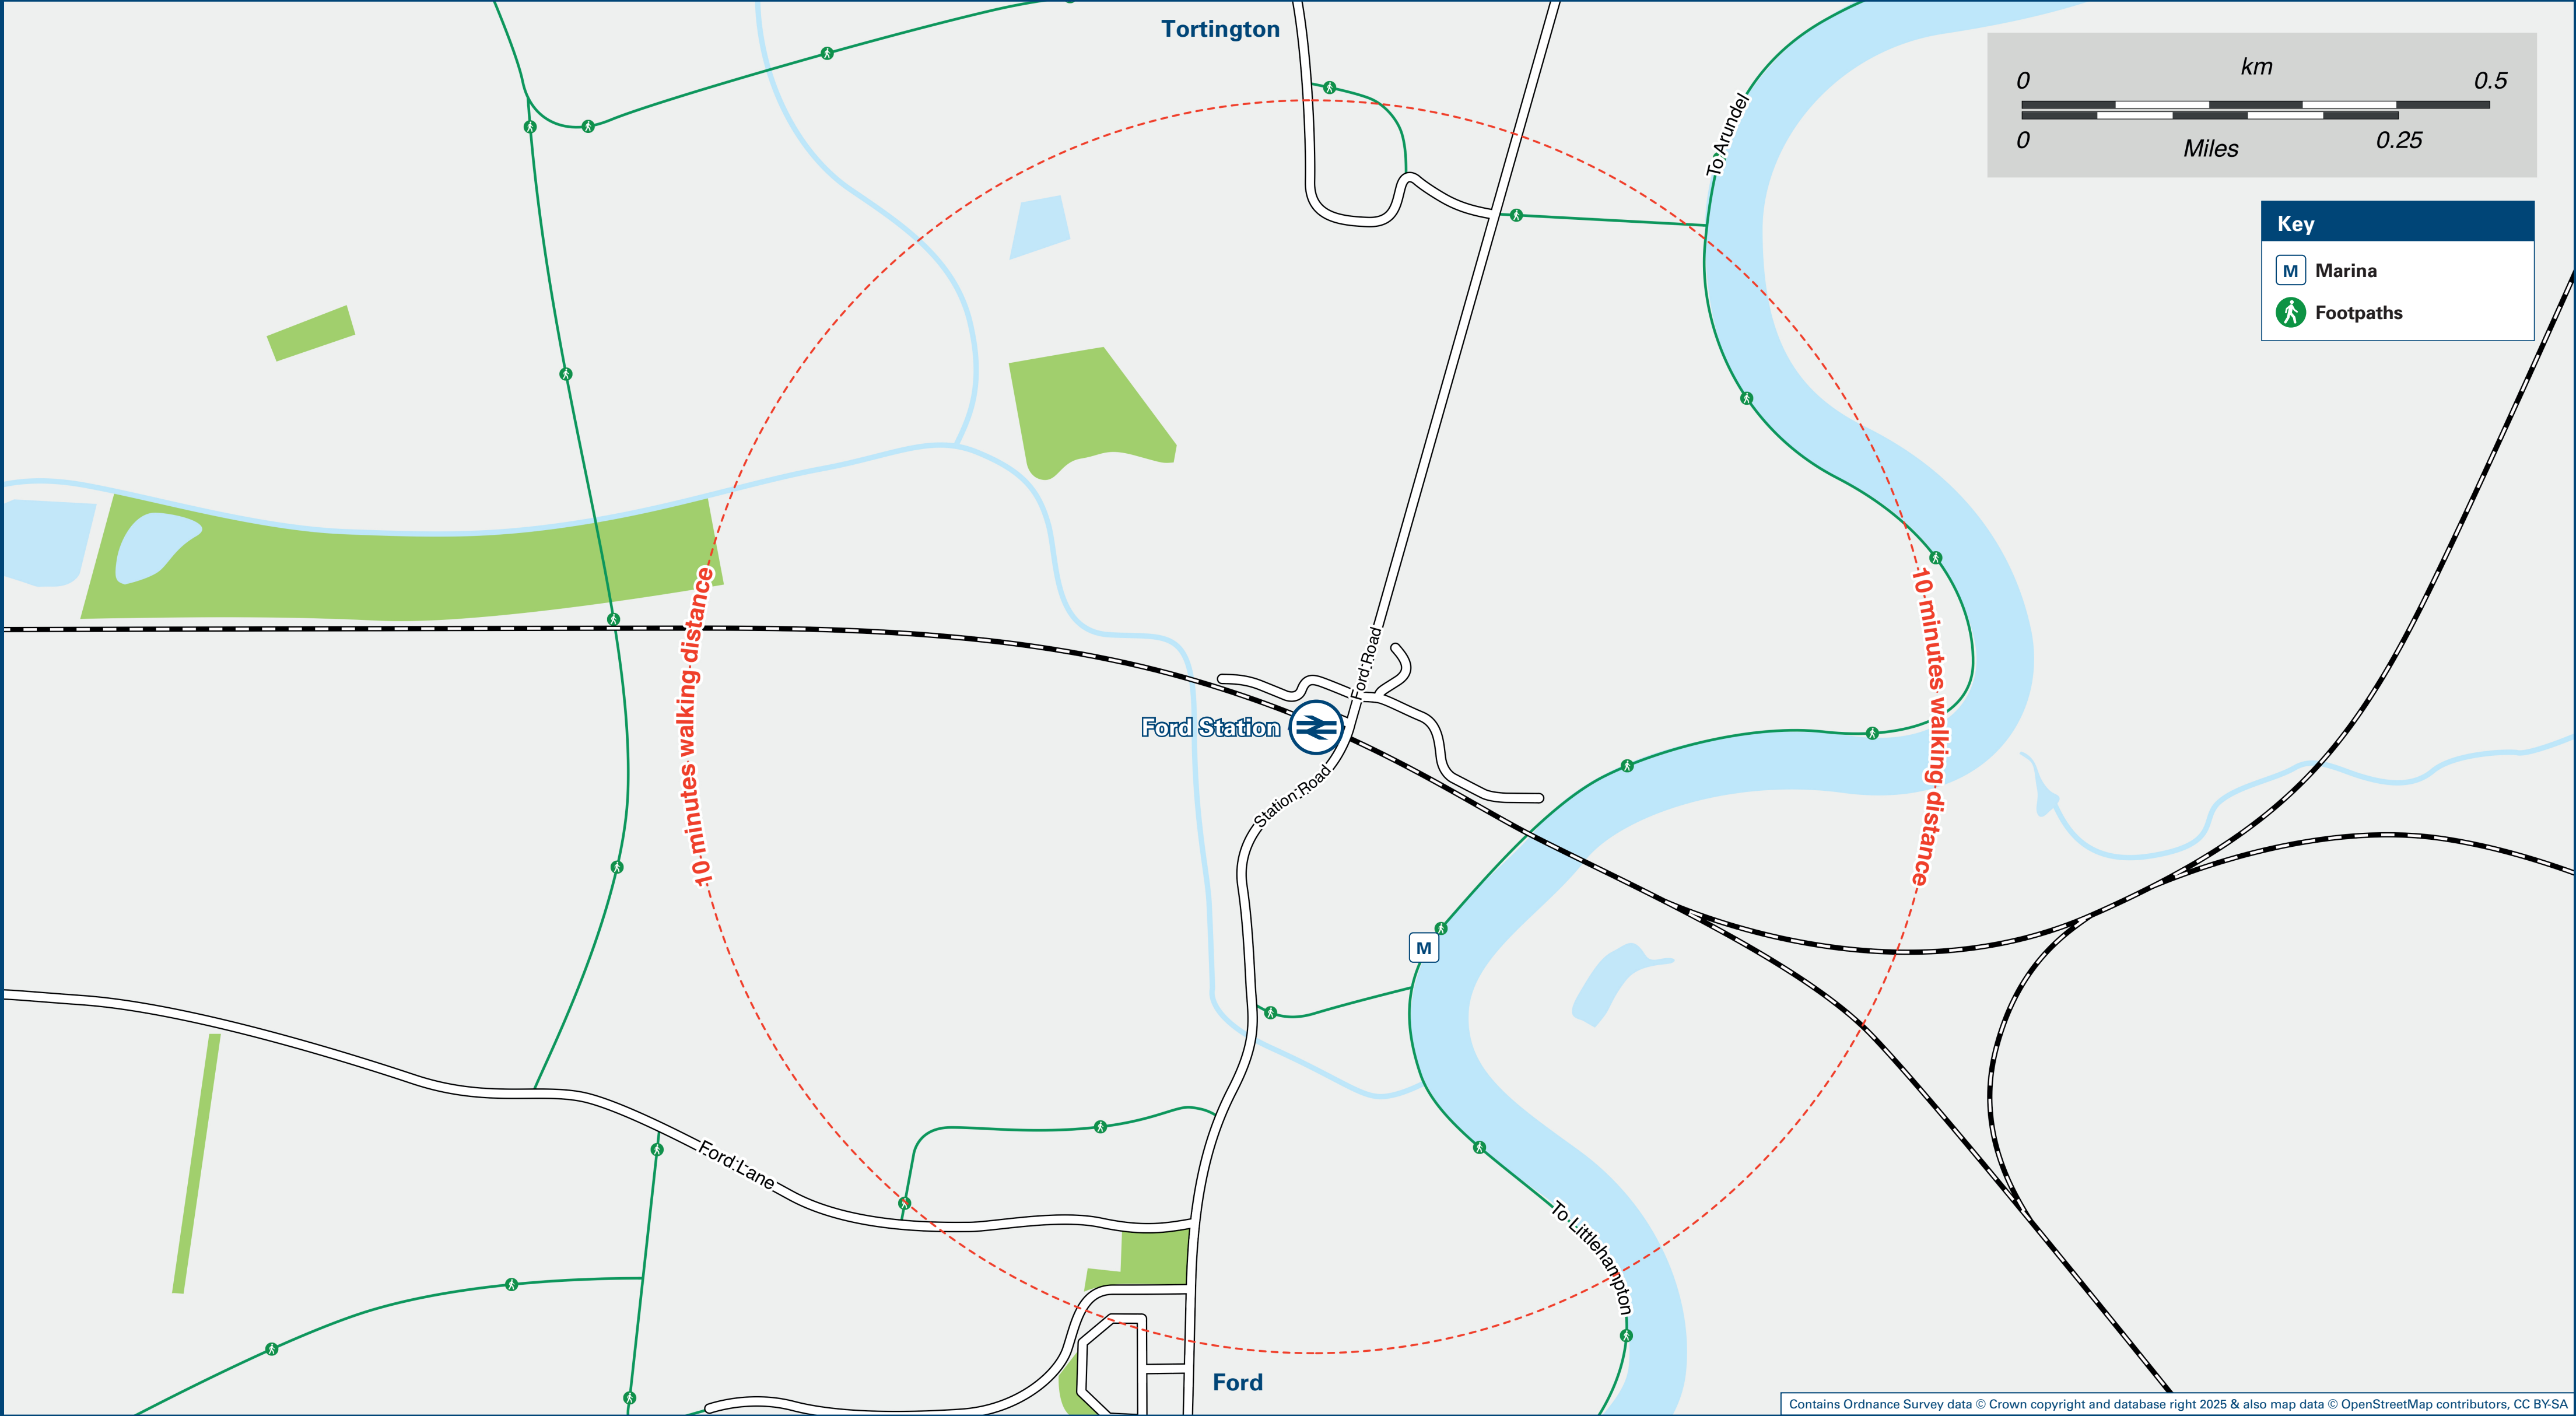 Tortington
km
0
0.5
0
0.25
Miles
To Arundel
Key
M
Marina
Footpaths
10 minutes walking distance
10 minutes walking distance
Ford Road
Ford Station
Station Road
M
Ford Lane
To Littlehampton
Ford
Contains Ordnance Survey data © Crown copyright and database right 2025 & also map data © OpenStreetMap contributors, CC BY-SA